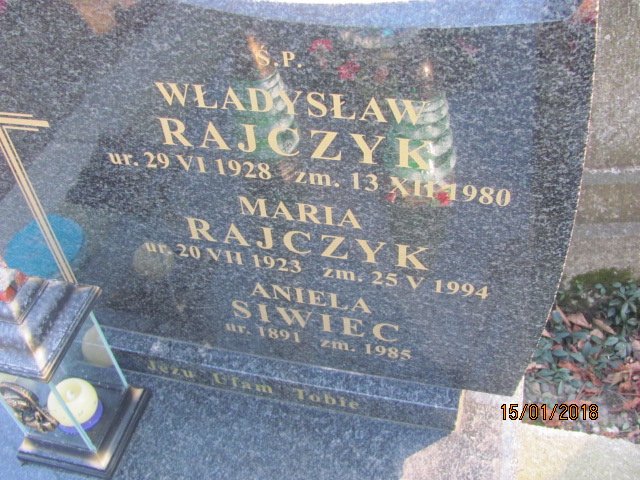 Ś.P.
WŁADYSŁAW
RAJCZYK
ur. 29 VI 1928 zm. 13 XII 1980
MARIA
RAJCZYK
ur. 20 VII 1923 zm. 25 V 1994
ANIELA
SIWIEC
ur. 1891 zm. 1985
Jezu Ufam Tobie
15/01/2018